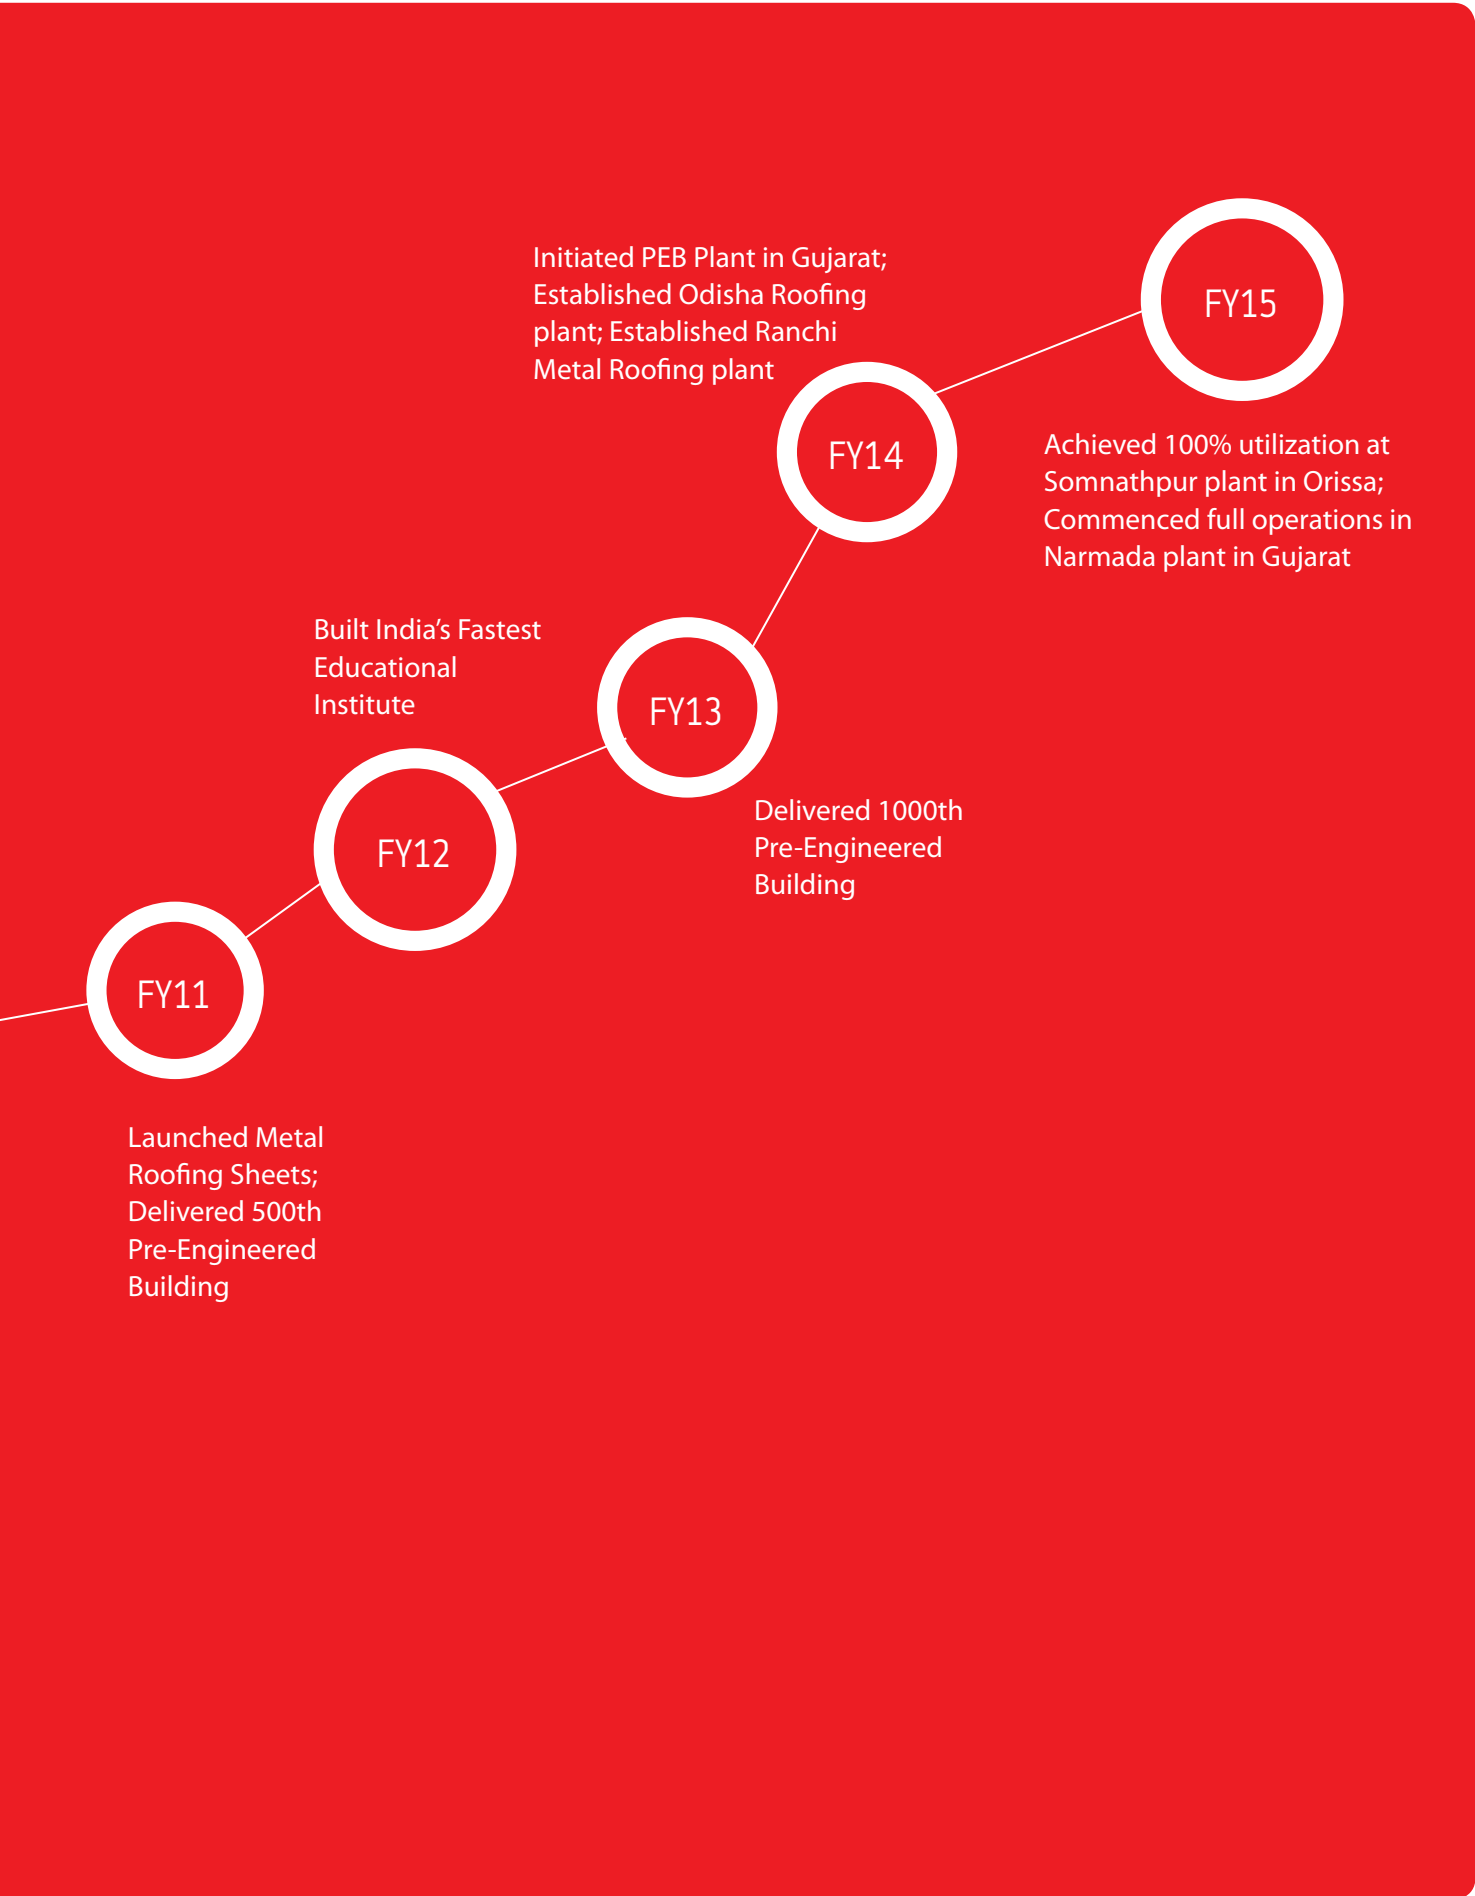 FY11
Launched Metal
Roofing Sheets;
Delivered 500th
Pre-Engineered
Building
Built India’s Fastest
Educational
Institute
FY12
FY13
Delivered 1000th
Pre-Engineered
Building
Initiated PEB Plant in Gujarat;
Established Odisha Roofing
plant; Established Ranchi
Metal Roofing plant
FY14
FY15
Achieved 100% utilization at
Somnathpur plant in Orissa;
Commenced full operations in
Narmada plant in Gujarat